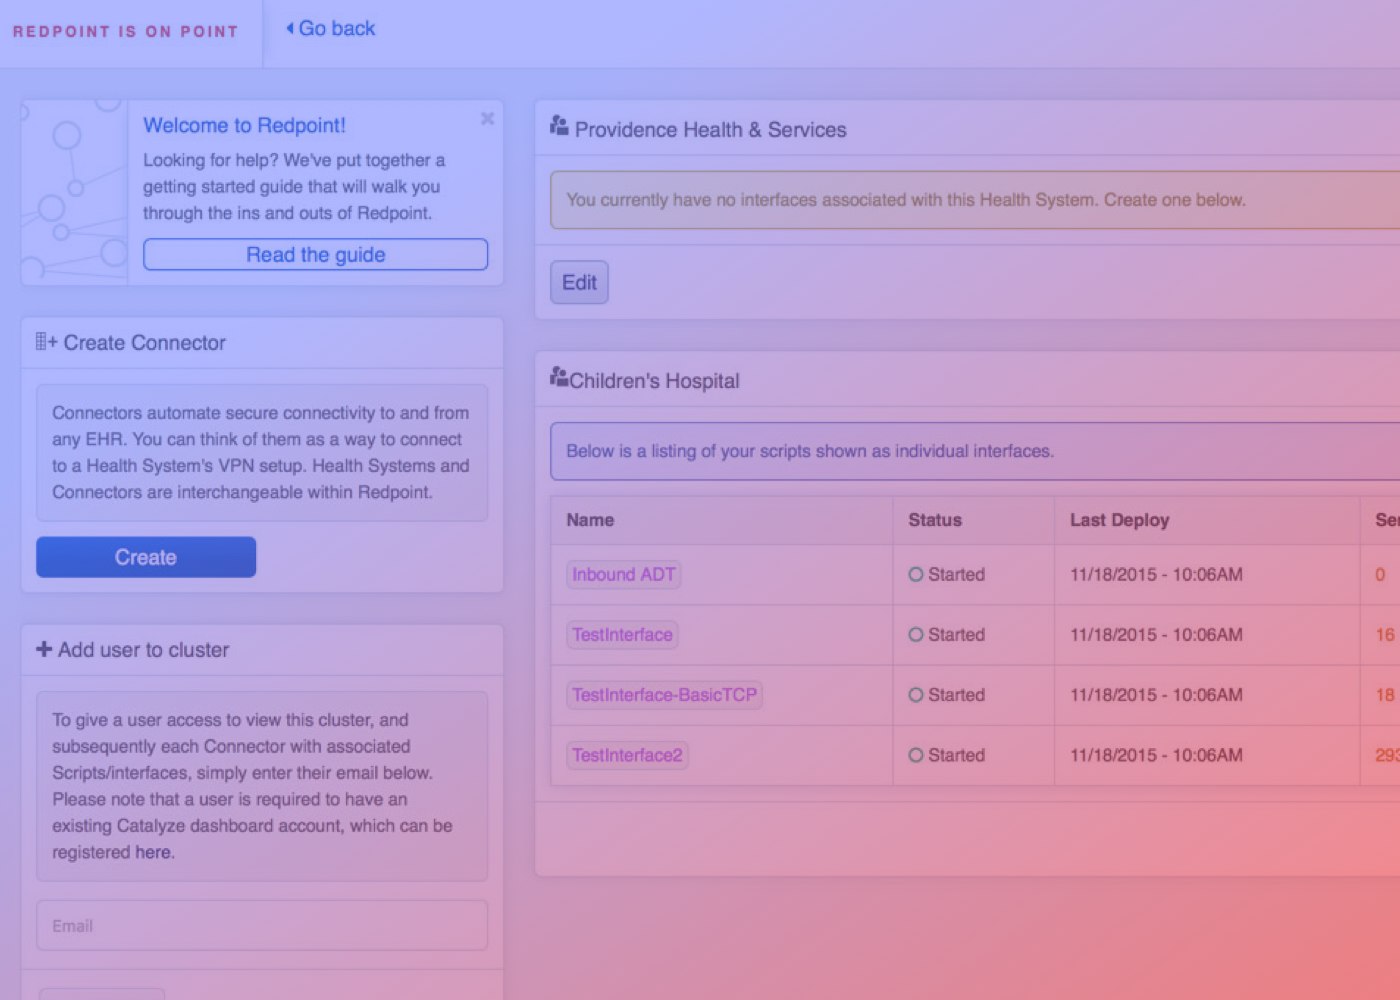 REDPOINT IS ON POINT
Go back
Welcome to Redpoint!
Looking for help? We've put together a
getting started guide that will walk you
through the ins and outs of Redpoint.
Read the guide
Create Connector
Connectors automate secure connectivity to and from
any EHR. You can think of them as a way to connect
to a Health System's VPN setup. Health Systems and
Connectors are interchangeable within Redpoint.
Create
Add user to cluster
To give a user access to view this cluster, and
subsequently each Connector with associated
Scripts/interfaces, simply enter their email below.
Please note that a user is required to have an
existing Catalyze dashboard account, which can be
registered here.
Email
Providence Health & Services
You currently have no interfaces associated with this Health System. Create one below.
Edit
Children's Hospital
Below is a listing of your scripts shown as individual interfaces.
Name Status Last Deploy
Inbound ADT Started 11/18/2015 - 10:06AM 0
TestInterface Started 11/18/2015 - 10:06AM 16
TestInterface-BasicTCP Started 11/18/2015 - 10:06AM 18
TestInterface2 Started 11/18/2015 - 10:06AM 293